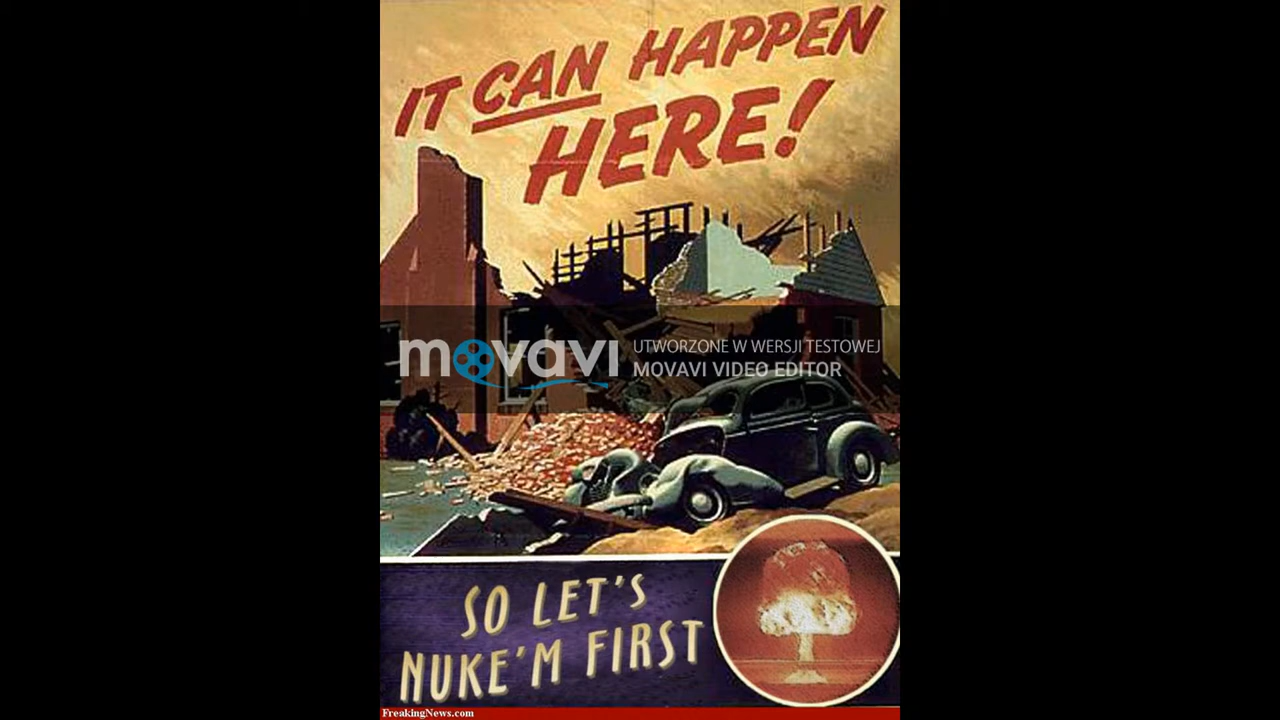 IT CAN HAPPEN
HERE!
movavi
UTWORZONE W WERSJI TESTOWEJ
MOVAVI VIDEO EDITOR
SO LET'S
NUKE'M FIRST
FreakingNews.com